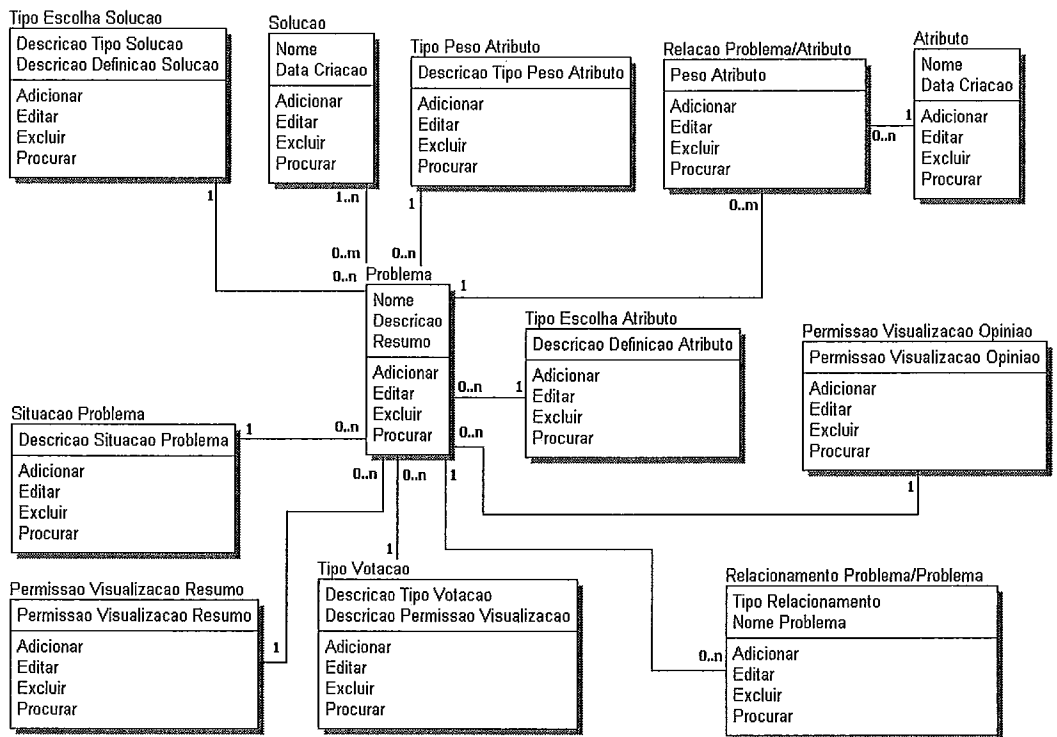 Tipo Escolha Solucao
Descricao Tipo Solucao
Descricao Definicao Solucao
Adicionar
Editar
Excluir
Procurar
1
Solucao
Nome
Data Criacao
Adicionar
Editar
Excluir
Procurar
1..n
Tipo Peso Atributo
Descricao Tipo Peso Atributo
Adicionar
Editar
Excluir
Procurar
1
Relacao Problema/Atributo
Peso Atributo
Adicionar
Editar
Excluir
Procurar
0..m
1
0..n
Atributo
Nome
Data Criacao
Adicionar
Editar
Excluir
Procurar
0..m
0..n
0..n
1
Problema
Nome
Descricao
Resumo
Adicionar
Editar
Excluir
Procurar
0..n
1
Tipo Escolha Atributo
Descricao Definicao Atributo
Adicionar
Editar
Excluir
Procurar
Permissao Visualizacao Opiniao
Permissao Visualizacao Opiniao
Adicionar
Editar
Excluir
Procurar
1
0..n
Situacao Problema
Descricao Situacao Problema
Adicionar
Editar
Excluir
Procurar
1
0..n
0..n
0..n
1
Permissao Visualizacao Resumo
Permissao Visualizacao Resumo
Adicionar
Editar
Excluir
Procurar
1
1
Tipo Votacao
Descricao Tipo Votacao
Descricao Permissao Visualizacao
Adicionar
Editar
Excluir
Procurar
Relacionamento Problema/Problema
Tipo Relacionamento
Nome Problema
Adicionar
Editar
Excluir
Procurar
0..n